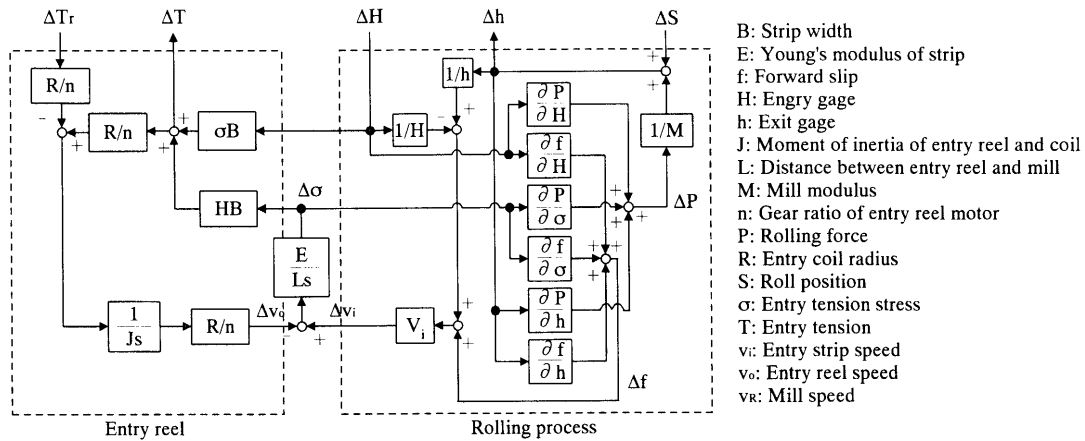 ΔTr
ΔT
ΔH
Δh
ΔS
R/n
1/h
∂P
∂H
-
+
R/n
+
+
σB
1/H
-
+
∂f
∂H
1/M
+
+
+
Δσ
HB
∂P
∂σ
+
+
+
ΔP
E
Ls
∂f
∂σ
+
+
+
1
Js
R/n
Δvo
-
+
Δvi
Vi
+
+
∂P
∂h
∂f
∂h
Δf
Entry reel
Rolling process
B: Strip width
E: Young's modulus of strip
f: Forward slip
H: Engry gage
h: Exit gage
J: Moment of inertia of entry reel and coil
L: Distance between entry reel and mill
M: Mill modulus
n: Gear ratio of entry reel motor
P: Rolling force
R: Entry coil radius
S: Roll position
σ: Entry tension stress
T: Entry tension
vi: Entry strip speed
vo: Entry reel speed
vR: Mill speed